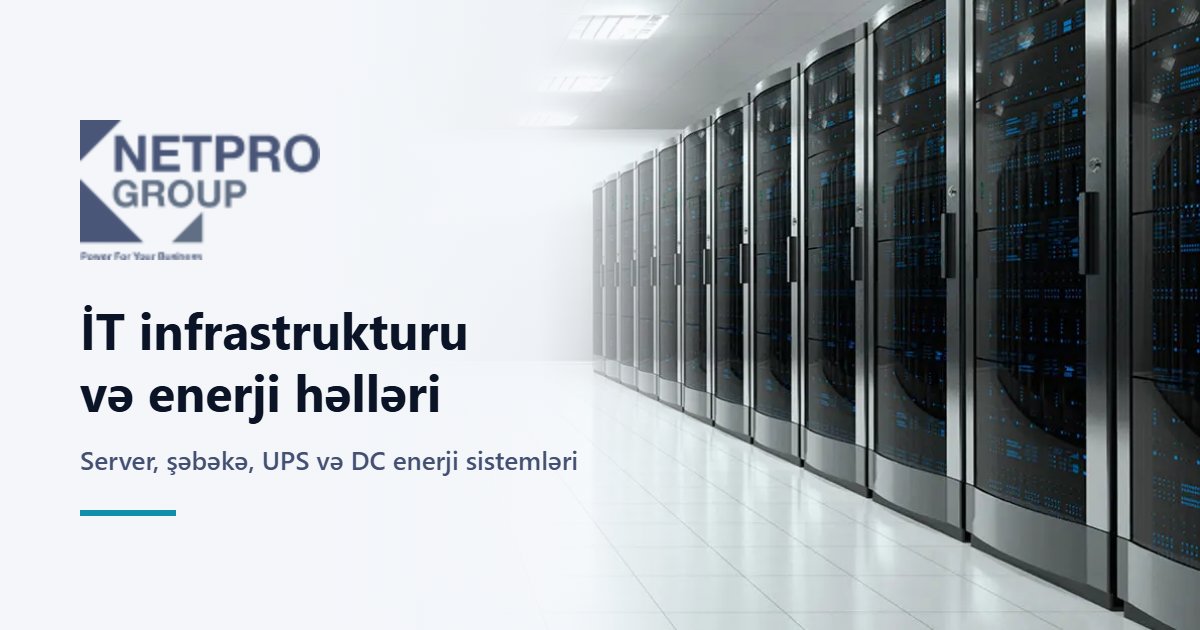 NETPRO
GROUP
Power For Your Business
İT infrastrukturu
və enerji həlləri
Server, şəbəkə, UPS və DC enerji sistemləri